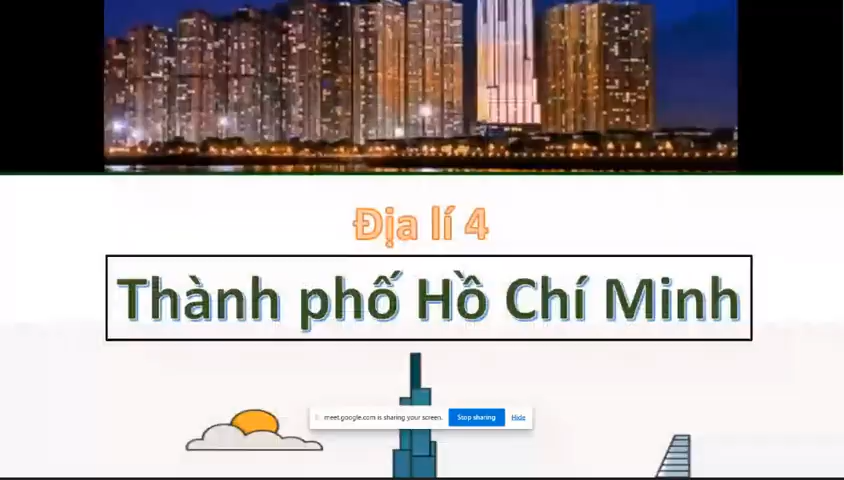 Địa lí 4
Thành phố Hồ Chí Minh
meet.google.com is sharing your screen. Stop sharing Hide